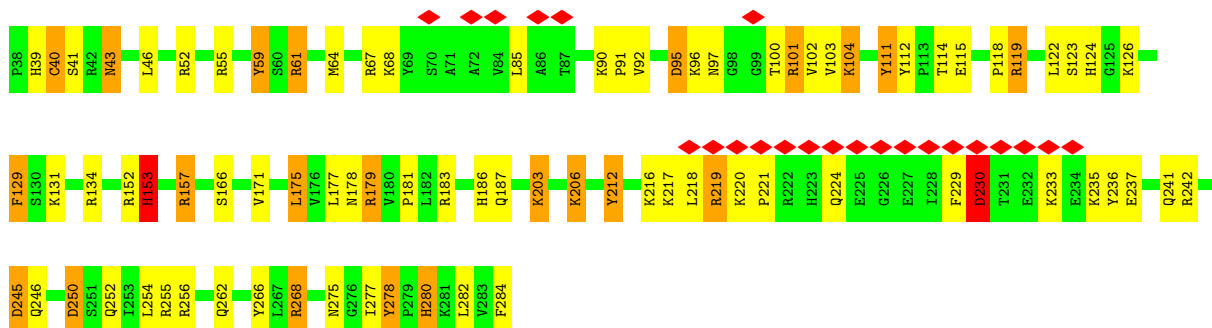 P38 H39 C40 S41 R42 N43 L46 R52 R55 Y59 S60 R61 M64 R67 K68 Y69 S70 A71 A72 V84 L85 A86 T87 K90 P91 V92 D95 K96 N97 G98 G99 T100 R101 V102 V103 K104 Y111 Y112 P113 T114 E115 P118 R119 L122 S123 H124 G125 K126
F129 S130 K131 R134 R152 H153 R157 S166 V171 L175 V176 L177 N178 R179 V180 P181 L182 R183 H186 Q187 K203 K206 Y212 K216 K217 L218 R219 K220 P221 R222 H223 Q224 E225 G226 E227 I228 F229 D230 T231 E232 K233 E234 K235 Y236 E237 Q241 R242
D245 Q246 D250 S251 Q252 I253 L254 R255 R256 Q262 Y266 L267 R268 N275 G276 I277 Y278 P279 H280 K281 L282 V283 F284